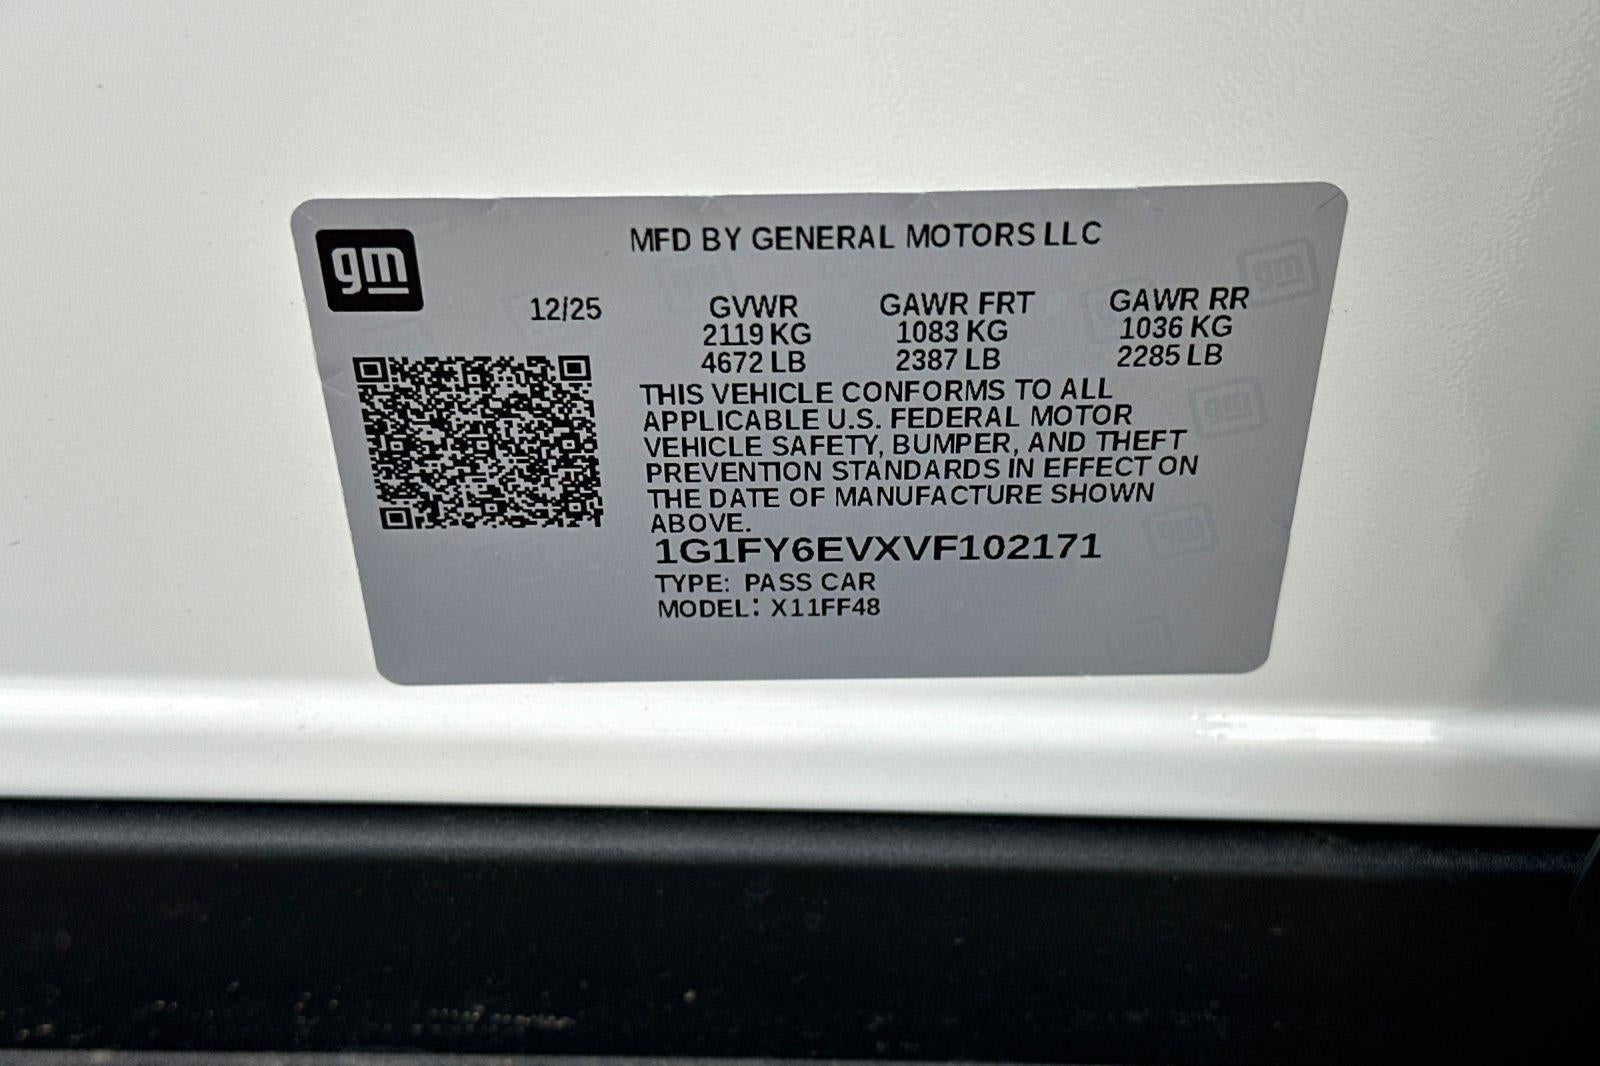 gm
MFD BY GENERAL MOTORS LLC
12/25 GVWR GAWR FRT GAWR RR
2119 KG 1083 KG 1036 KG
4672 LB 2387 LB 2285 LB
THIS VEHICLE CONFORMS TO ALL
APPLICABLE U.S. FEDERAL MOTOR
VEHICLE SAFETY, BUMPER, AND THEFT
PREVENTION STANDARDS IN EFFECT ON
THE DATE OF MANUFACTURE SHOWN
ABOVE.
1G1FY6EVXVF102171
TYPE: PASS CAR
MODEL: X11FF48